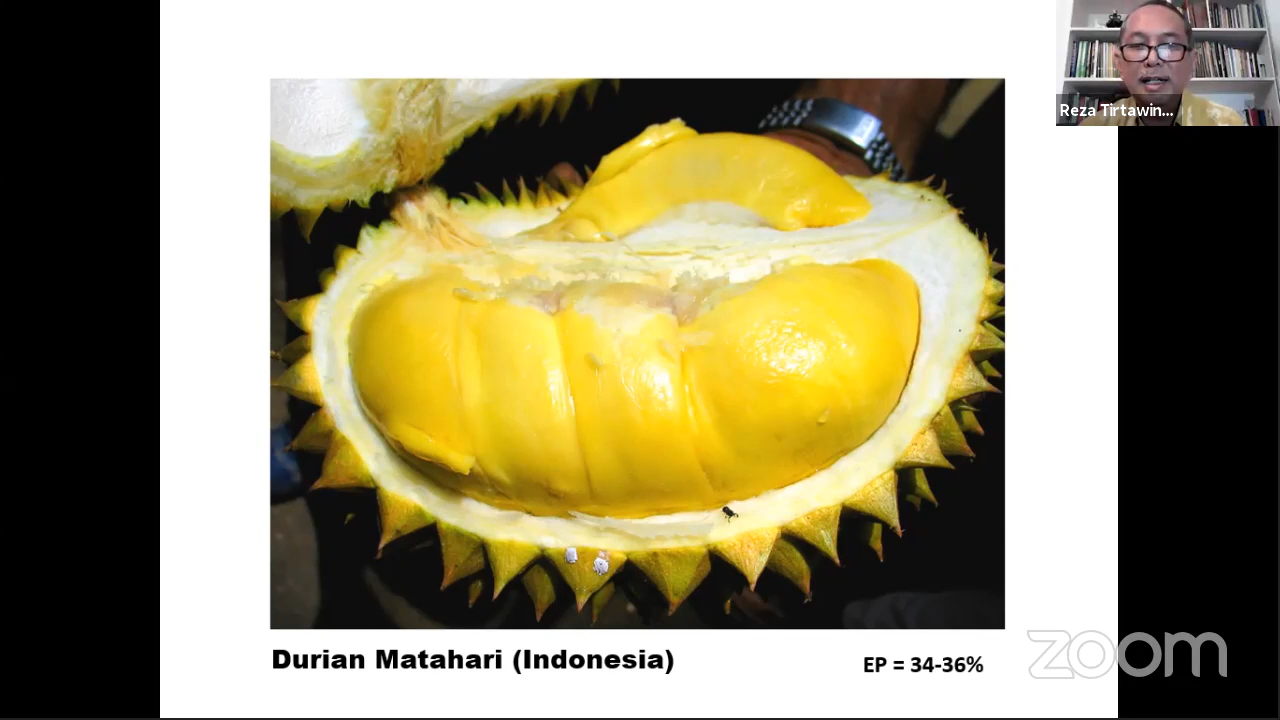 Reza Tirtawin...
Durian Matahari (Indonesia)
EP = 34-36%
zoom